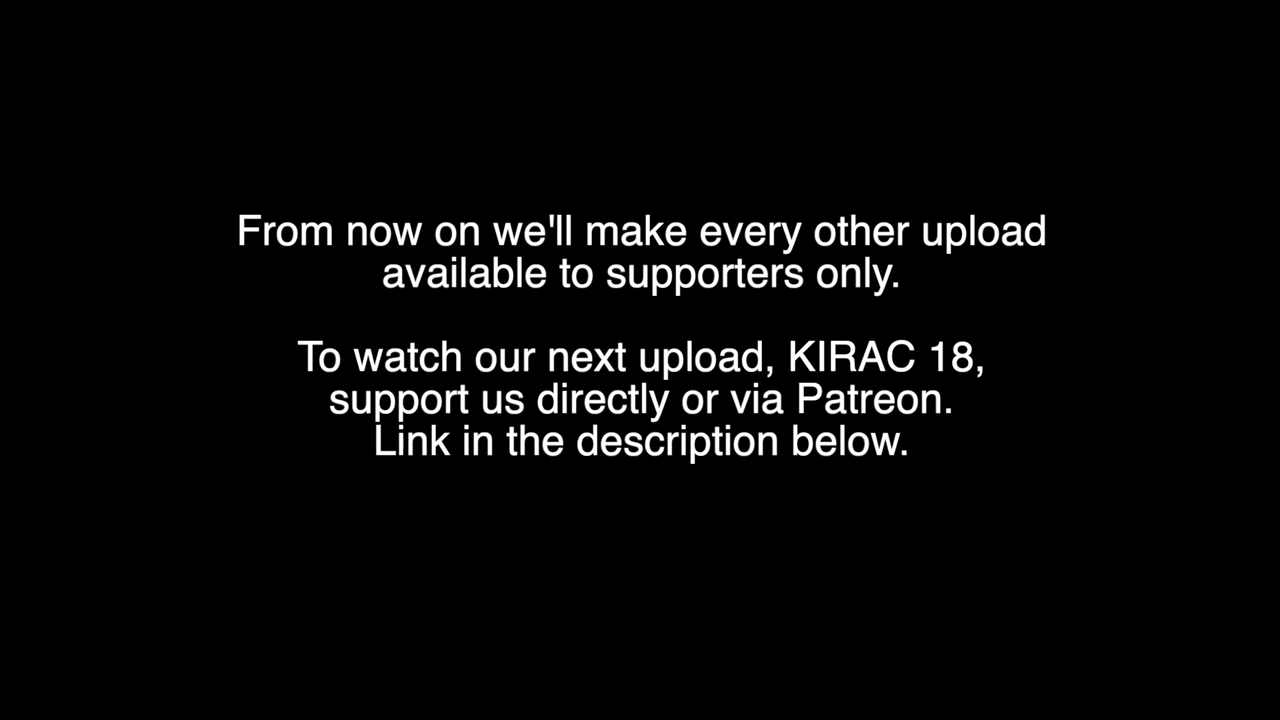 From now on we'll make every other upload
available to supporters only.
To watch our next upload, KIRAC 18,
support us directly or via Patreon.
Link in the description below.